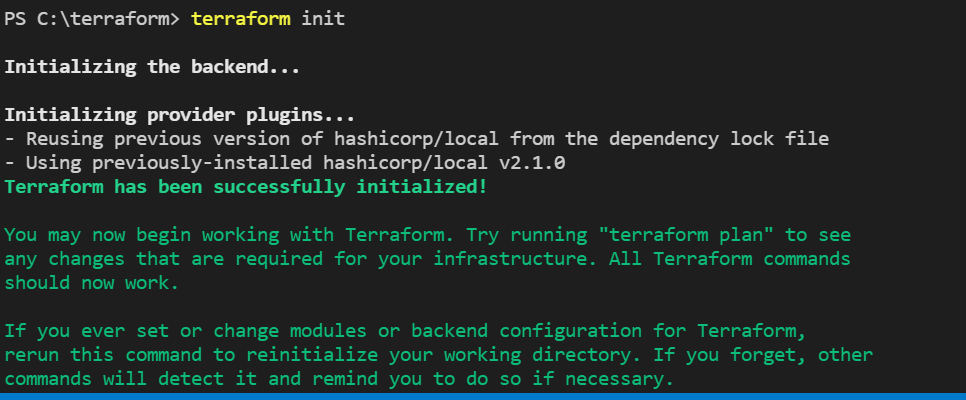 PS C:\terraform> terraform init
Initializing the backend...
Initializing provider plugins...
- Reusing previous version of hashicorp/local from the dependency lock file
- Using previously-installed hashicorp/local v2.1.0
Terraform has been successfully initialized!
You may now begin working with Terraform. Try running "terraform plan" to see
any changes that are required for your infrastructure. All Terraform commands
should now work.
If you ever set or change modules or backend configuration for Terraform,
rerun this command to reinitialize your working directory. If you forget, other
commands will detect it and remind you to do so if necessary.